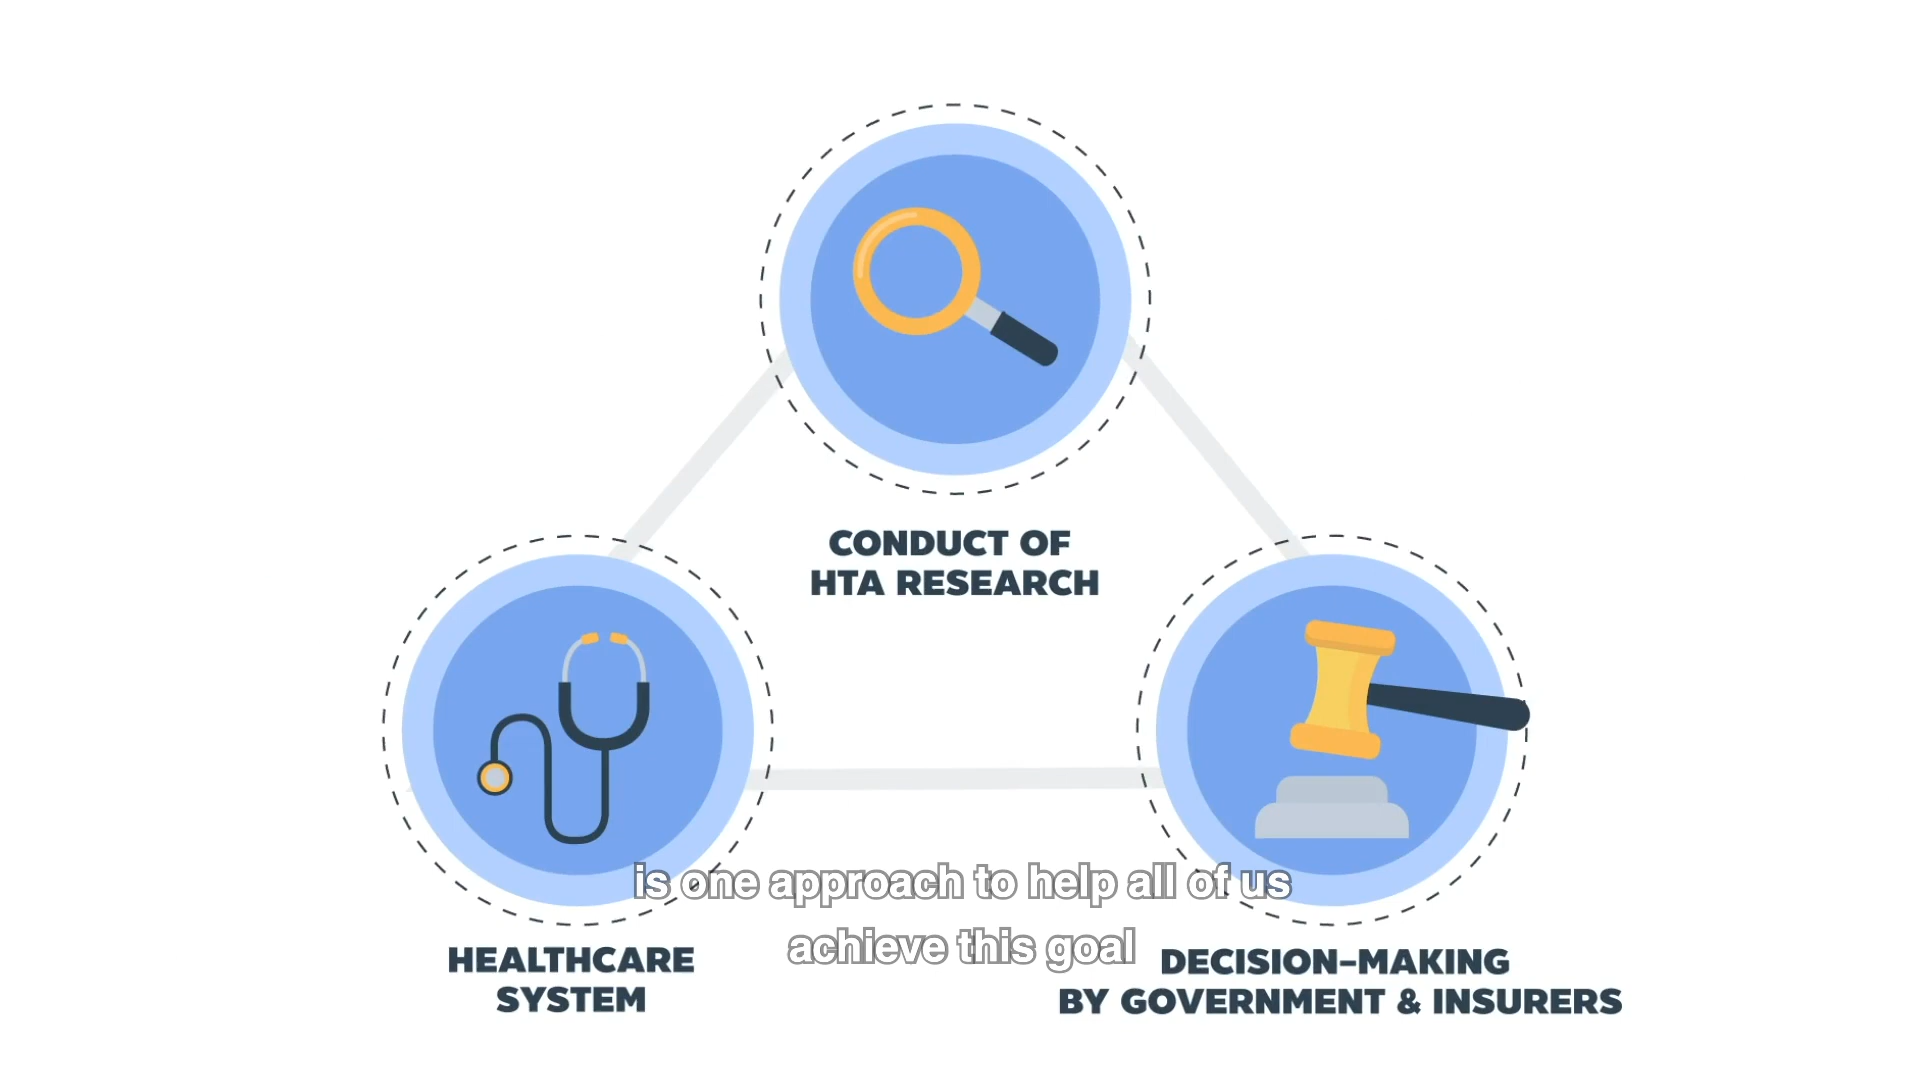 CONDUCT OF
HTA RESEARCH
is one approach to help all of us
achieve this goal
HEALTHCARE
SYSTEM
DECISION-MAKING
BY GOVERNMENT & INSURERS